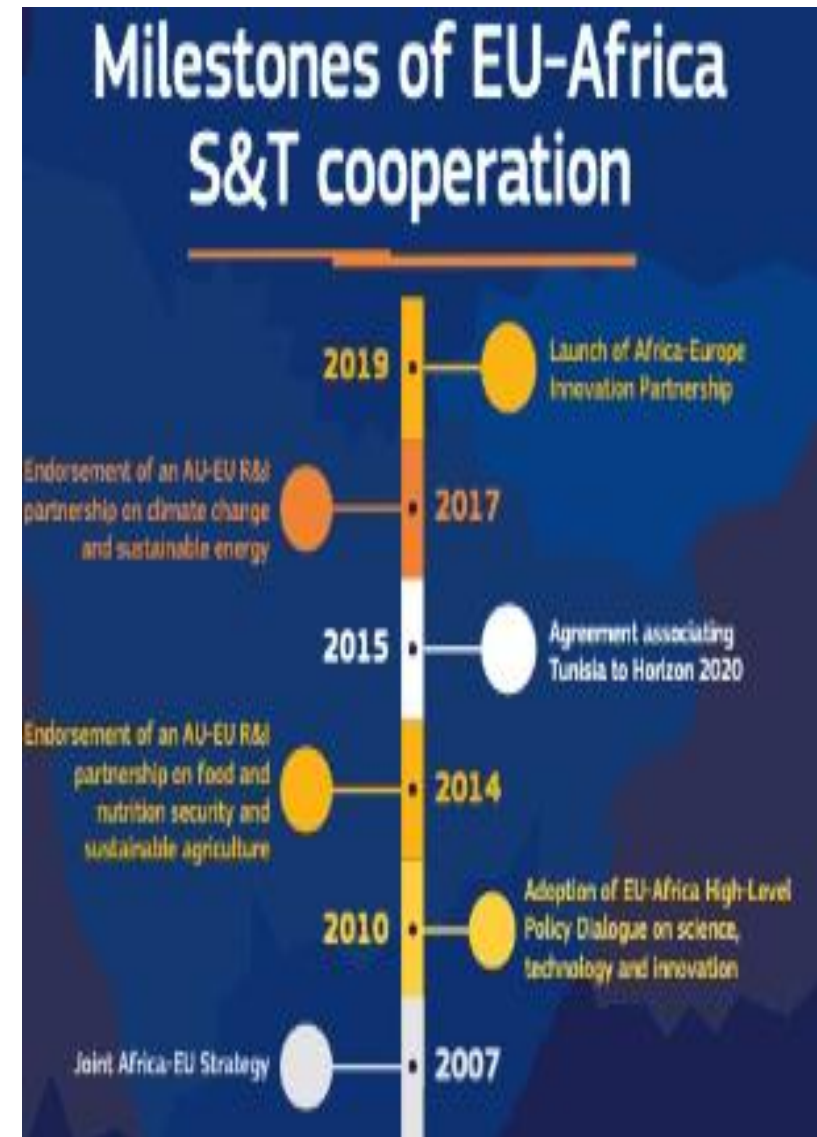 Milestones of EU-Africa
S&T cooperation
2019
Launch of Africa-Europe
Innovation Partnership
Endorsement of an AU-EU R&I
partnership on climate change
and sustainable energy
2017
2015
Agreement associating
Tunisia to Horizon 2020
Endorsement of an AU-EU R&I
partnership on food and
nutrition security and
sustainable agriculture
2014
2010
Adoption of EU-Africa High-Level
Policy Dialogue on science,
technology and innovation
Joint Africa-EU Strategy
2007